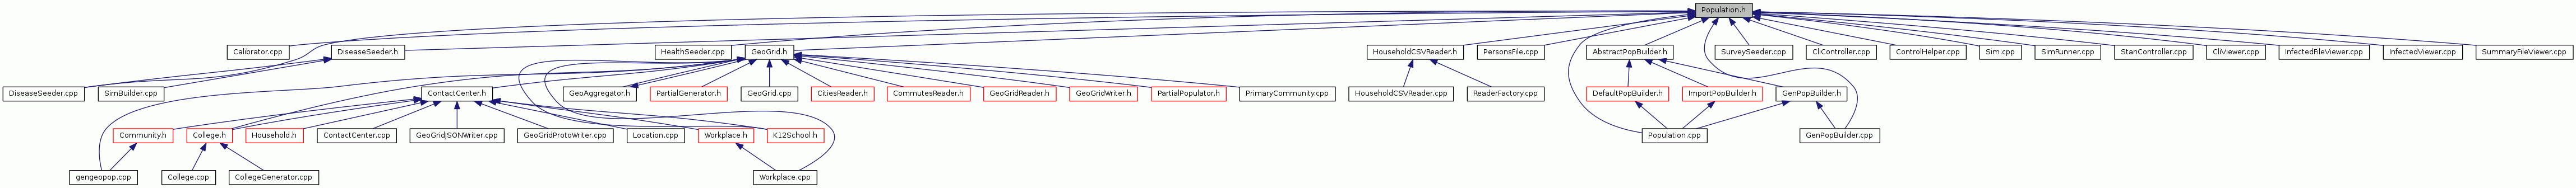 Population.h
Calibrator.cpp
DiseaseSeeder.h
HealthSeeder.cpp
GeoGrid.h
HouseholdCSVReader.h
PersonsFile.cpp
AbstractPopBuilder.h
SurveySeeder.cpp
CliController.cpp
ControlHelper.cpp
Sim.cpp
SimRunner.cpp
StanController.cpp
CliViewer.cpp
InfectedFileViewer.cpp
InfectedViewer.cpp
SummaryFileViewer.cpp
DiseaseSeeder.cpp
SimBuilder.cpp
ContactCenter.h
GeoAggregator.h
PartialGenerator.h
GeoGrid.cpp
CitiesReader.h
CommutesReader.h
GeoGridReader.h
GeoGridWriter.h
PartialPopulator.h
PrimaryCommunity.cpp
HouseholdCSVReader.cpp
ReaderFactory.cpp
DefaultPopBuilder.h
ImportPopBuilder.h
GenPopBuilder.h
Community.h
College.h
Household.h
ContactCenter.cpp
GeoGridJSONWriter.cpp
GeoGridProtoWriter.cpp
Location.cpp
Workplace.h
K12School.h
Population.cpp
GenPopBuilder.cpp
gengeopop.cpp
College.cpp
CollegeGenerator.cpp
Workplace.cpp